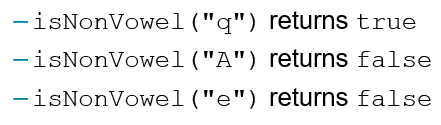 – isNonVowel("q") returns true
– isNonVowel("A") returns false
– isNonVowel("e") returns false